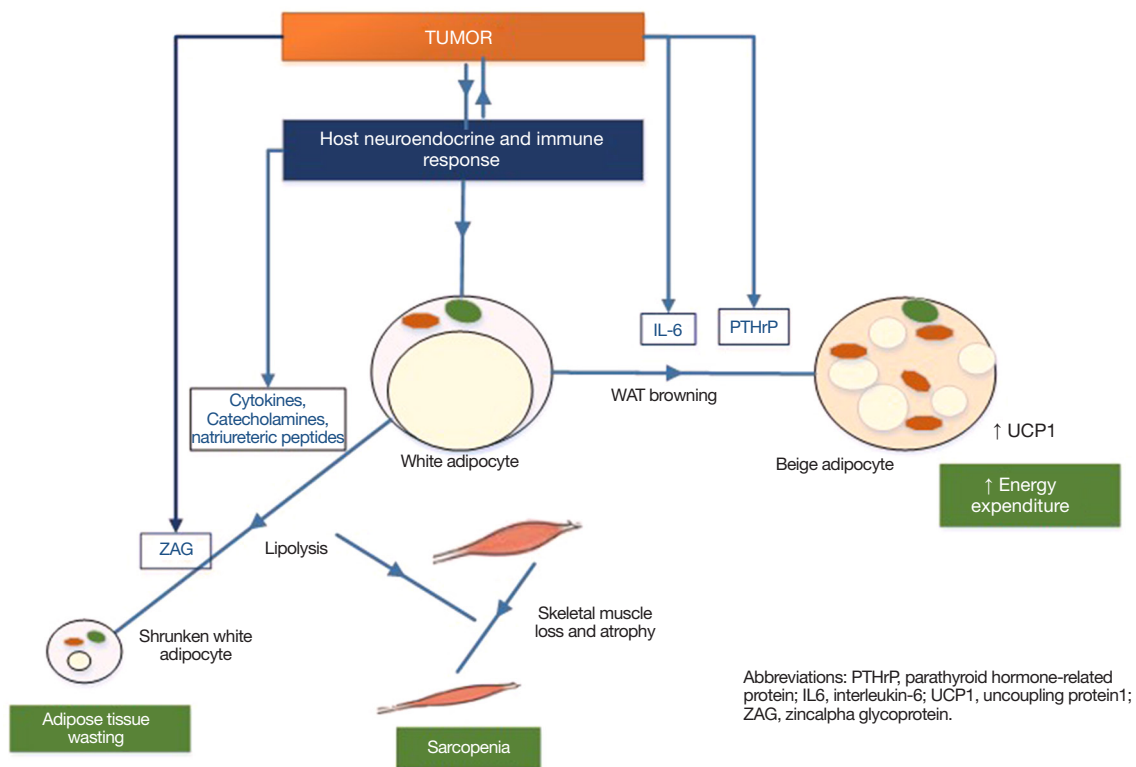 TUMOR
Host neuroendocrine and immune
response
IL-6
PTHrP
Cytokines,
Catecholamines,
natriureteric peptides
White adipocyte
WAT browning
Beige adipocyte
↑ UCP1
↑ Energy
expenditure
ZAG
Lipolysis
Skeletal muscle
loss and atrophy
Shrunken white
adipocyte
Adipose tissue
wasting
Sarcopenia
Abbreviations: PTHrP, parathyroid hormone-related
protein; IL6, interleukin-6; UCP1, uncoupling protein1;
ZAG, zincalpha glycoprotein.